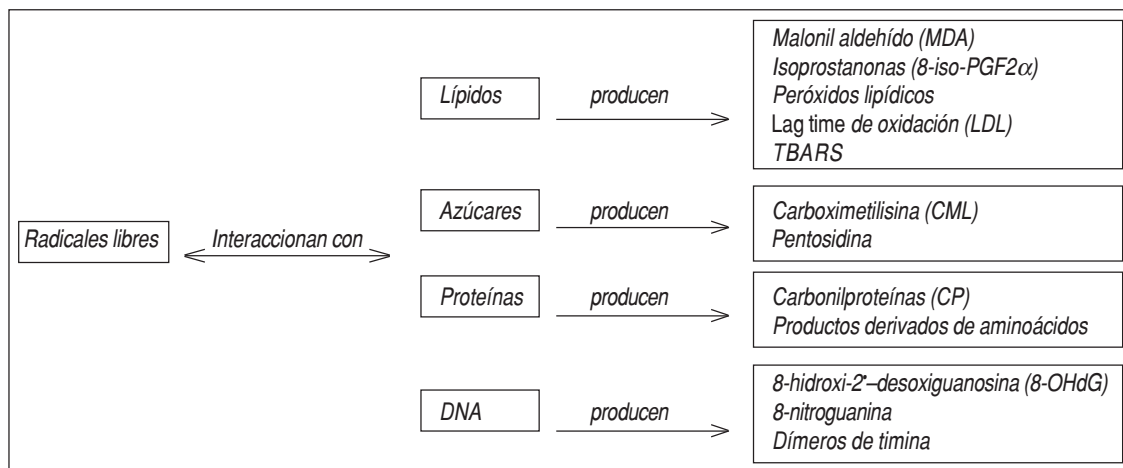 Radicales libres
Interaccionan con
Lípidos
producen
Malonil aldehído (MDA)
Isoprostanonas (8-iso-PGF2α)
Peróxidos lipídicos
Lag time de oxidación (LDL)
TBARS
Azúcares
producen
Carboximetilisina (CML)
Pentosidina
Proteínas
producen
Carbonilproteínas (CP)
Productos derivados de aminoácidos
DNA
producen
8-hidroxi-2•–desoxiguanosina (8-OHdG)
8-nitroguanina
Dímeros de timina